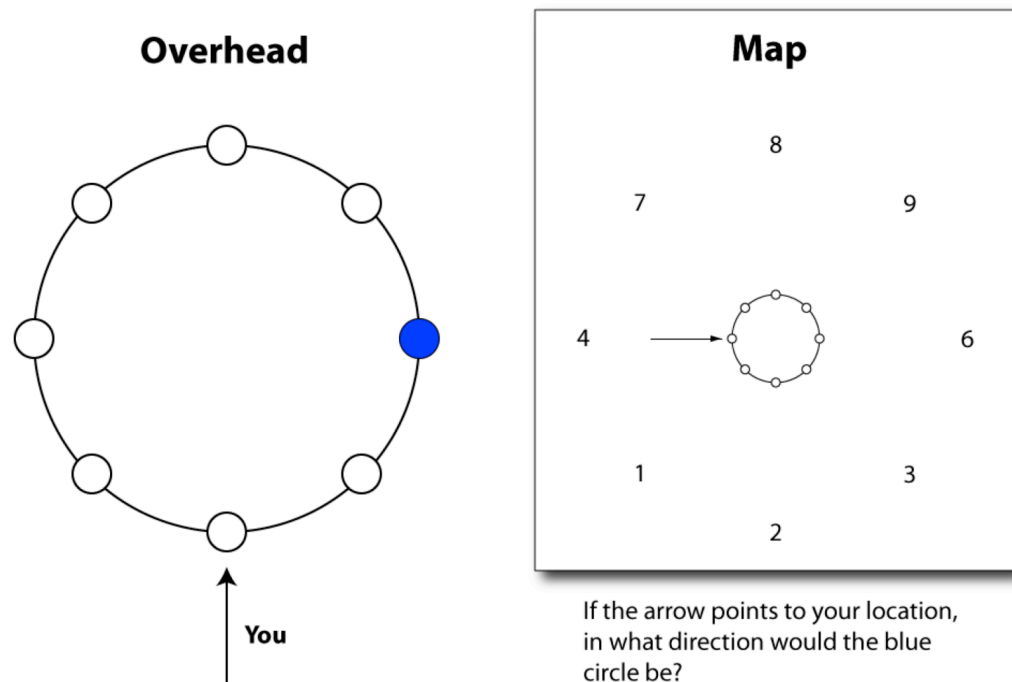 Overhead
You
Map
8
7
9
4
6
1
3
2
If the arrow points to your location,
in what direction would the blue
circle be?